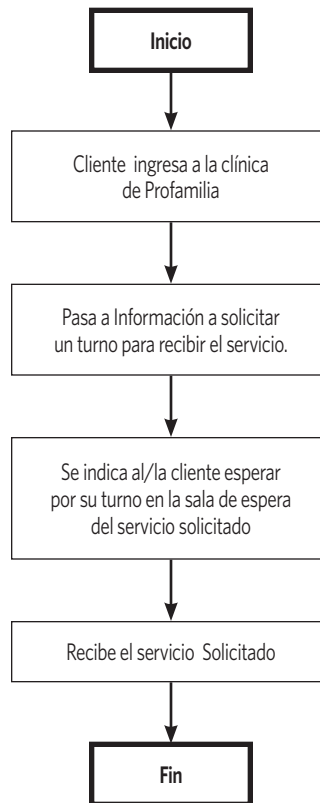 Inicio
Cliente ingresa a la clínica
de Profamilia
Pasa a Información a solicitar
un turno para recibir el servicio.
Se indica al/la cliente esperar
por su turno en la sala de espera
del servicio solicitado
Recibe el servicio Solicitado
Fin